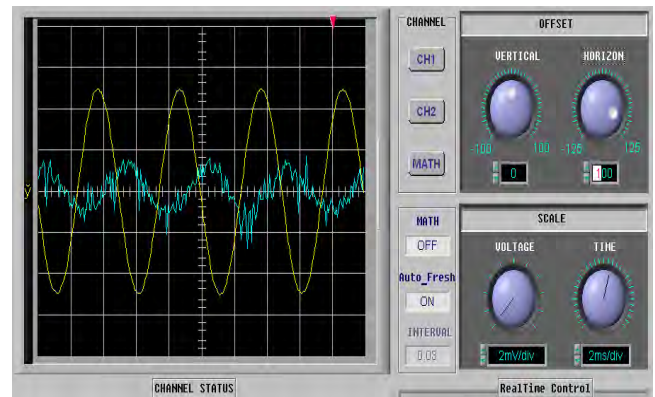 CHANNEL
CH1
CH2
MATH
OFFSET
VERTICAL
HORIZON
-100
100
-125
125
0
100
MATH
OFF
Auto_Fresh
ON
INTERVAL
0.03
SCALE
VOLTAGE
TIME
2mV/div
2ms/div
CHANNEL STATUS
RealTime Control